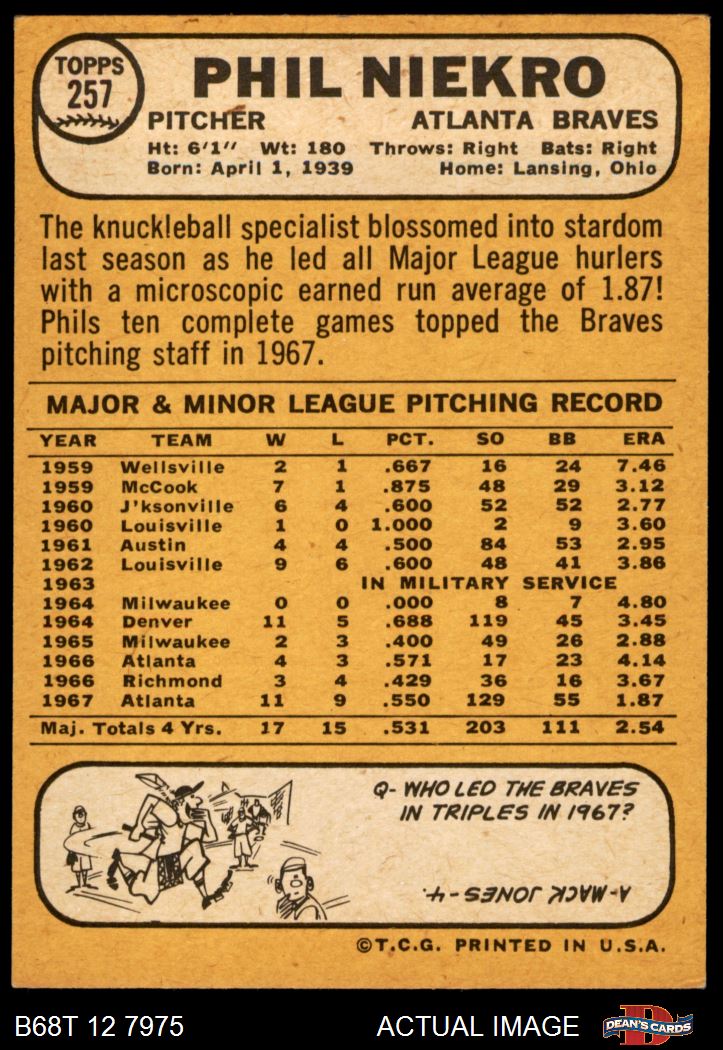 TOPPS
257
PHIL NIEKRO
PITCHER ATLANTA BRAVES
Ht: 6'1" Wt: 180 Throws: Right Bats: Right
Born: April 1, 1939 Home: Lansing, Ohio
The knuckleball specialist blossomed into stardom
last season as he led all Major League hurlers
with a microscopic earned run average of 1.87!
Phils ten complete games topped the Braves
pitching staff in 1967.
MAJOR & MINOR LEAGUE PITCHING RECORD
YEAR TEAM W L PCT. SO BB ERA
1959 Wellsville 2 1 .667 16 24 7.46
1959 McCook 7 1 .875 48 29 3.12
1960 J'ksonville 6 4 .600 52 52 2.77
1960 Louisville 1 0 1.000 2 9 3.60
1961 Austin 4 4 .500 84 53 2.95
1962 Louisville 9 6 .600 48 41 3.86
1963 IN MILITARY SERVICE
1964 Milwaukee 0 0 .000 8 7 4.80
1964 Denver 11 5 .688 119 45 3.45
1965 Milwaukee 2 3 .400 49 26 2.88
1966 Atlanta 4 3 .571 17 23 4.14
1966 Richmond 3 4 .429 36 16 3.67
1967 Atlanta 11 9 .550 129 55 1.87
Maj. Totals 4 Yrs. 17 15 .531 203 111 2.54
Q- WHO LED THE BRAVES
IN TRIPLES IN 1967?
A-MACK JONES-4.
©T.C.G. PRINTED IN U.S.A.
B68T 12 7975 ACTUAL IMAGE D DEAN'S CARDS